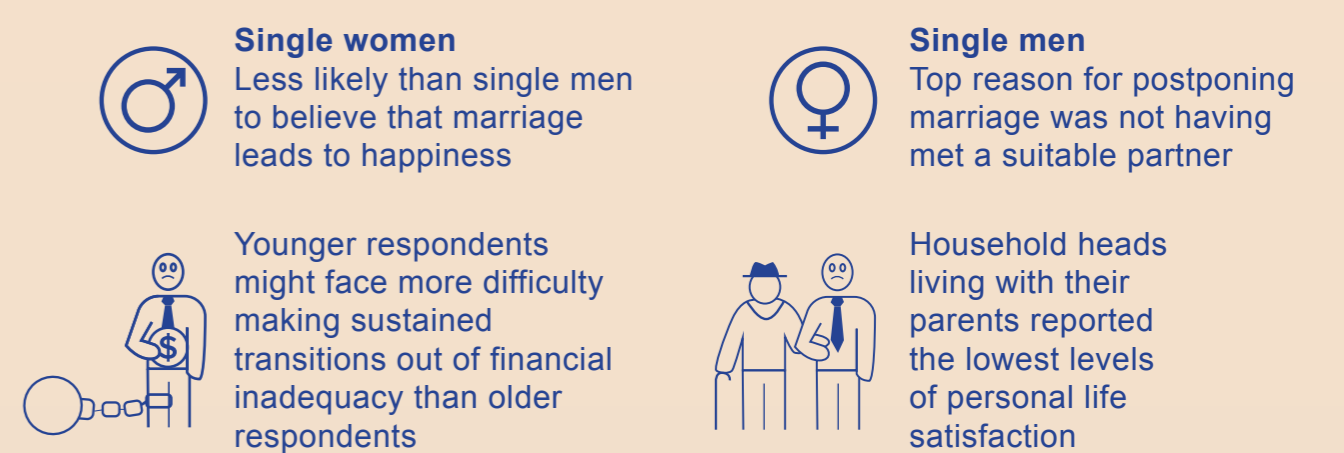 Single women
Less likely than single men
to believe that marriage
leads to happiness
Single men
Top reason for postponing
marriage was not having
met a suitable partner
Younger respondents
might face more difficulty
making sustained
transitions out of financial
inadequacy than older
respondents
$
Household heads
living with their
parents reported
the lowest levels
of personal life
satisfaction